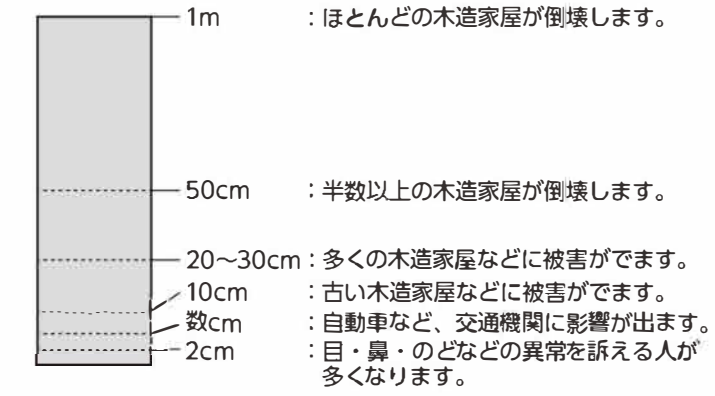 1m ：ほとんどの木造家屋が倒壊します。
50cm ：半数以上の木造家屋が倒壊します。
20～30cm：多くの木造家屋などに被害がでます。
10cm ：古い木造家屋などに被害がでます。
数cm ：自動車など、交通機関に影響が出ます。
2cm ：目・鼻・のどなどの異常を訴える人が
多くなります。